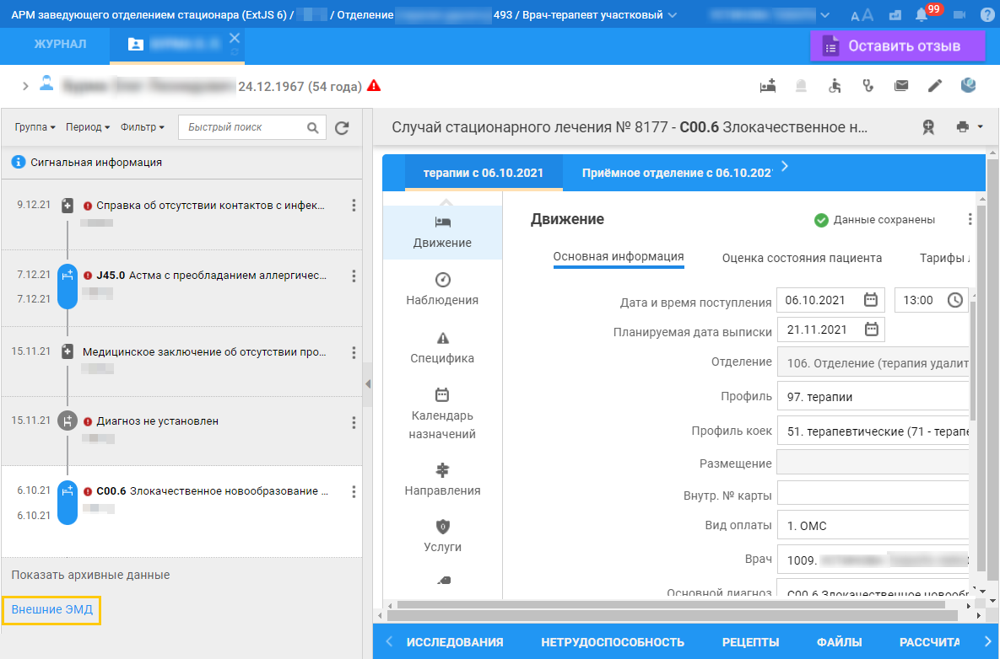 АРМ заведующего отделением стационара (ExtJS 6) / / Отделение 493 / Врач-терапевт участковый
АА 99 ?
ЖУРНАЛ
Оставить отзыв
24.12.1967 (54 года)
Группа Период Фильтр Быстрый поиск
Сигнальная информация
9.12.21 Справка об отсутствии контактов с инфек...
7.12.21 J45.0 Астма с преобладанием аллергичес...
7.12.21
15.11.21 Медицинское заключение об отсутствии про...
15.11.21 Диагноз не установлен
6.10.21 C00.6 Злокачественное новообразование ...
6.10.21
Показать архивные данные
Внешние ЭМД
Случай стационарного лечения № 8177 - C00.6 Злокачественное н...
терапии с 06.10.2021 Приёмное отделение с 06.10.202
Движение
Наблюдения
Специфика
Календарь
назначений
Направления
0
Услуги
Движение Данные сохранены
Основная информация Оценка состояния пациента Тарифы
Дата и время поступления 06.10.2021 13:00
Планируемая дата выписки 21.11.2021
Отделение 106. Отделение (терапия удалит
Профиль 97. терапии
Профиль коек 51. терапевтические (71 - терапе
Размещение
Внутр. № карты
Вид оплаты 1. ОМС
Врач 1009.
Основной диагноз C00.6 Злокачественное новообр
ИССЛЕДОВАНИЯ НЕТРУДОСПОСОБНОСТЬ РЕЦЕПТЫ ФАЙЛЫ РАССЧИТА